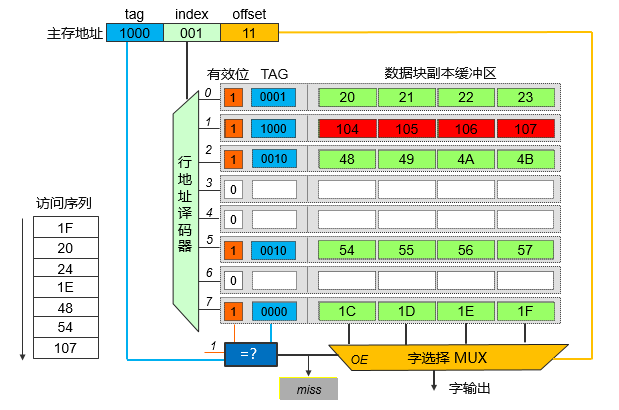 tag index offset
主存地址 1000 001 11
有效位 TAG 数据块副本缓冲区
0 1 0001 20 21 22 23
1 1 1000 104 105 106 107
2 1 0010 48 49 4A 4B
3 0
4 0
5 1 0010 54 55 56 57
6 0
7 1 0000 1C 1D 1E 1F
行地址译码器
访问序列
1F
20
24
1E
48
54
107
1 =? OE 字选择 MUX
miss 字输出